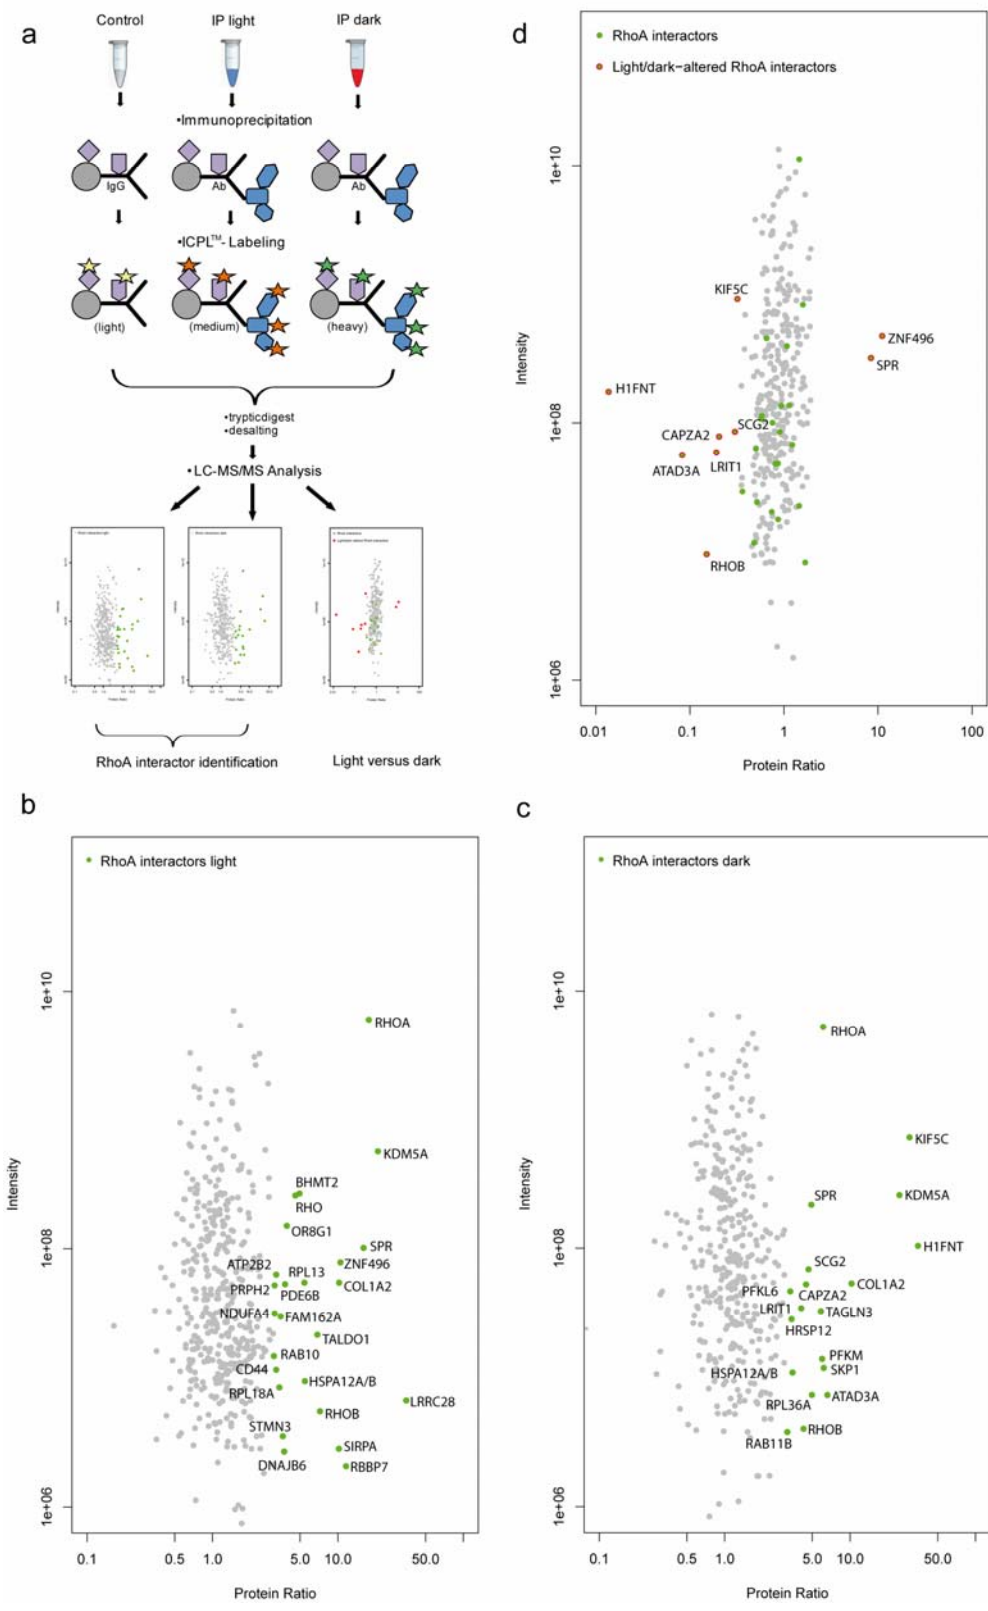 a
Control
IP light
IP dark
•Immunoprecipitation
IgG
Ab
Ab
•ICPL™- Labeling
(light)
(medium)
(heavy)
•trypticdigest
•desalting
•LC-MS/MS Analysis
Protein Ratio
Protein Ratio
Protein Ratio
RhoA interactor identification
Light versus dark
d
RhoA interactors
Light/dark−altered RhoA interactors
Intensity
1e+10
1e+08
1e+06
KIF5C
ZNF496
SPR
H1FNT
SCG2
CAPZA2
LRIT1
ATAD3A
RHOB
0.01
0.1
1
10
100
Protein Ratio
b
RhoA interactors light
Intensity
1e+10
1e+08
1e+06
RHOA
KDM5A
BHMT2
RHO
OR8G1
SPR
ATP2B2
RPL13
ZNF496
PRPH2
PDE6B
COL1A2
NDUFA4
FAM162A
TALDO1
RAB10
CD44
HSPA12A/B
RPL18A
LRRC28
RHOB
STMN3
SIRPA
DNAJB6
RBBP7
0.1
0.5
1.0
5.0
10.0
50.0
Protein Ratio
c
RhoA interactors dark
Intensity
1e+10
1e+08
1e+06
RHOA
KIF5C
SPR
KDM5A
H1FNT
SCG2
PFKL6
CAPZA2
COL1A2
LRIT1
TAGLN3
HRSP12
PFKM
HSPA12A/B
SKP1
RPL36A
ATAD3A
RHOB
RAB11B
0.1
0.5
1.0
5.0
10.0
50.0
Protein Ratio